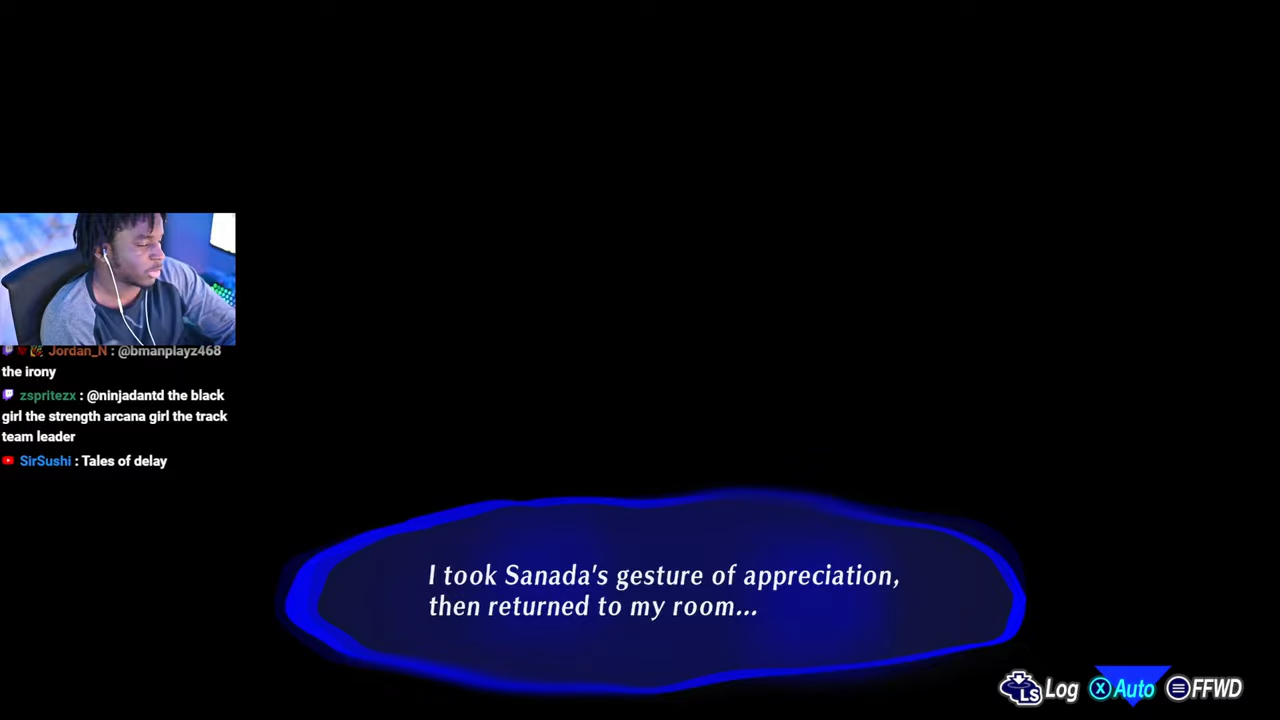 Jordan_N : @bmanplayz468
the irony
zspritezx : @ninjadantd the black
girl the strength arcana girl the track
team leader
SirSushi : Tales of delay
I took Sanada's gesture of appreciation,
then returned to my room...
LS Log X Auto FFWD